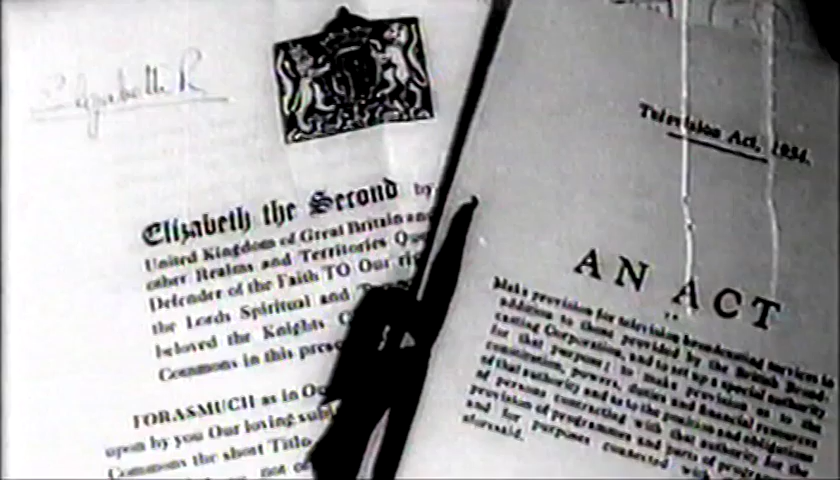 Elizabeth R
Elizabeth the Second by
United Kingdom of Great Britain and
other Realms and Territories Que
Defender of the Faith TO Our rig
the Lords Spiritual and
beloved the Knights
Commons in this prese
FORASMUCH as in Our
upon by you Our loving subj
Commons the short Title
not
Television Act, 1954.
AN ACT
Make provision for television broadcasting services in
addition to those provided by the British Broad-
casting Corporation, and to set up a special authority
for that purpose; to make provision as to the
constitution, powers, duties and financial resources
of that authority and as to the position and obligations
of persons contracting with that authority for the
provision of programmes and parts of programmes
and for purposes connected with
aforesaid.